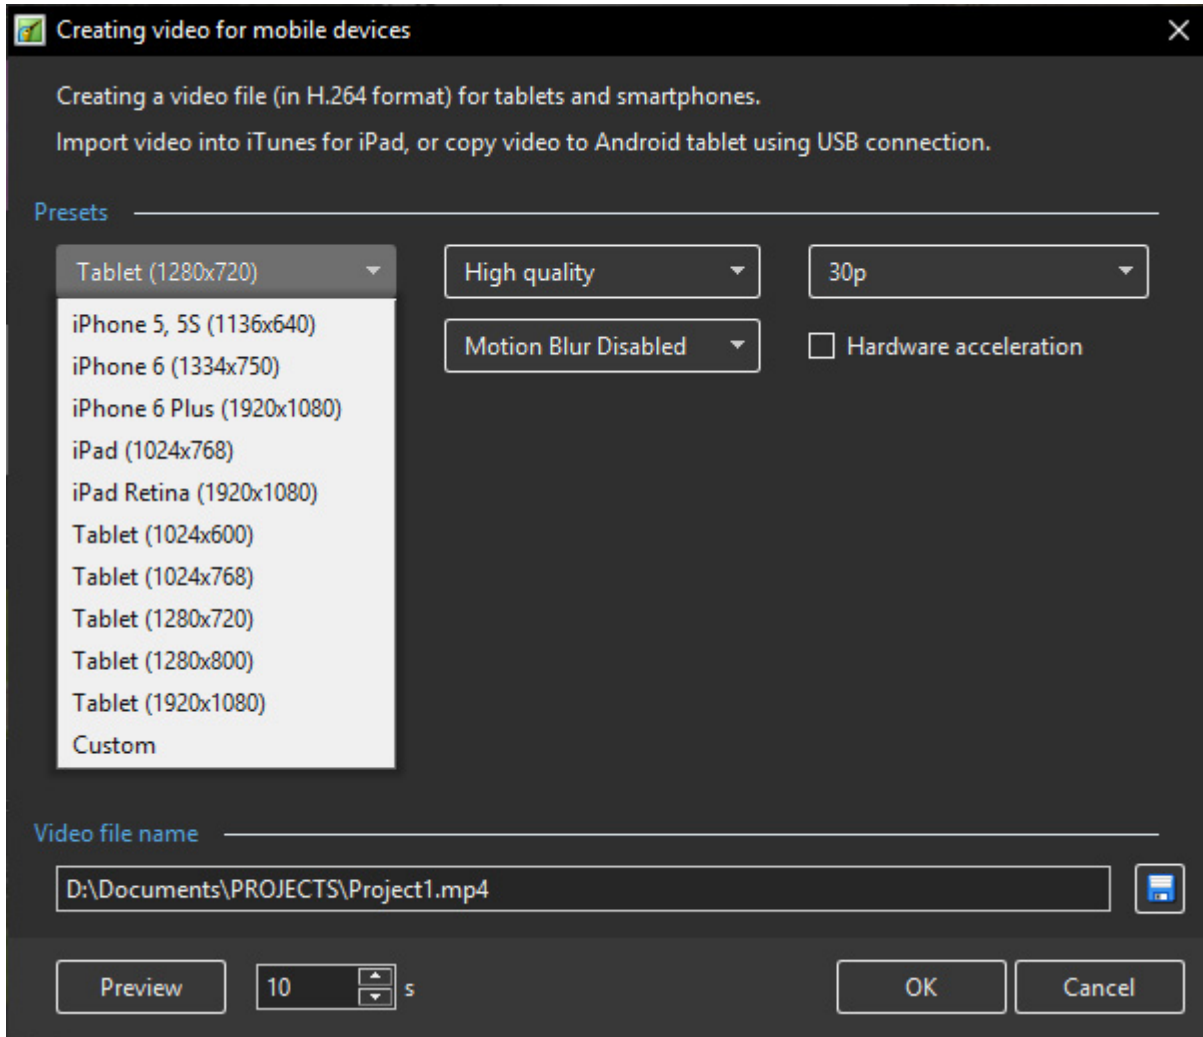 Creating video for mobile devices
Creating a video file (in H.264 format) for tablets and smartphones.
Import video into iTunes for iPad, or copy video to Android tablet using USB connection.
Presets
Tablet (1280x720)
High quality
30p
Motion Blur Disabled
Hardware acceleration
iPhone 5, 5S (1136x640)
iPhone 6 (1334x750)
iPhone 6 Plus (1920x1080)
iPad (1024x768)
iPad Retina (1920x1080)
Tablet (1024x600)
Tablet (1024x768)
Tablet (1280x720)
Tablet (1280x800)
Tablet (1920x1080)
Custom
Video file name
D:\Documents\PROJECTS\Project1.mp4
Preview
10
s
OK
Cancel